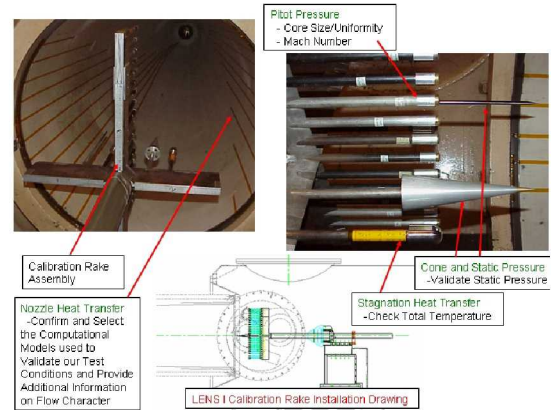 Pitot Pressure
- Core Size/Uniformity
- Mach Number
Calibration Rake
Assembly
Nozzle Heat Transfer
-Confirm and Select
the Computational
Models used to
Validate our Test
Conditions and Provide
Additional Information
on Flow Character
Cone and Static Pressure
-Validate Static Pressure
Stagnation Heat Transfer
-Check Total Temperature
LENS I Calibration Rake Installation Drawing